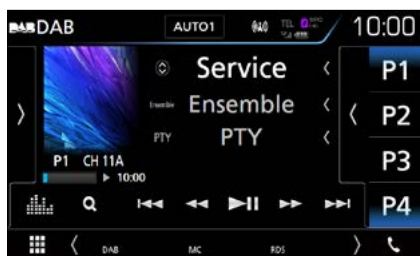 DAB DAB AUTO1 TEL 10:00
Service
P1
Ensemble Ensemble
P2
PTY PTY
P1 CH 11A
P3
10:00
P4
DAB MC RDS